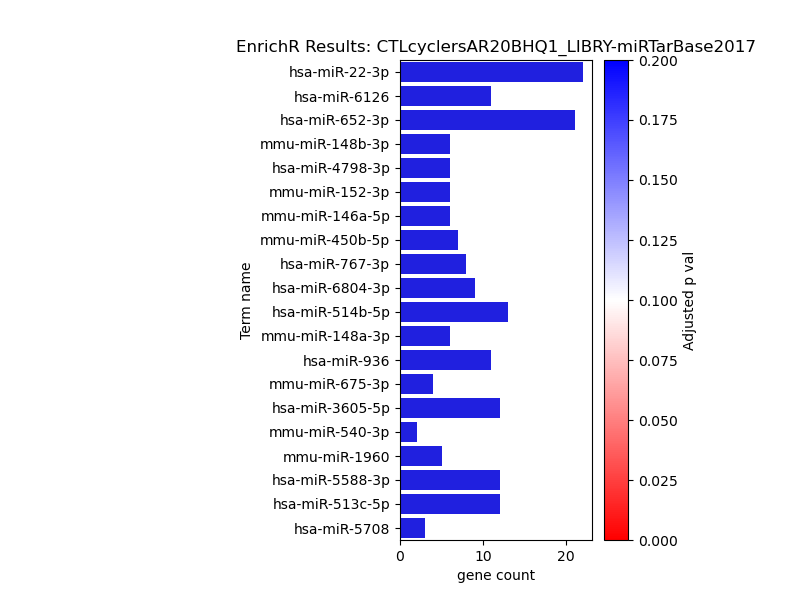 EnrichR Results: CTLcyclersAR20BHQ1_LIBRY-miRTarBase2017
hsa-miR-22-3p
hsa-miR-6126
hsa-miR-652-3p
mmu-miR-148b-3p
hsa-miR-4798-3p
mmu-miR-152-3p
mmu-miR-146a-5p
mmu-miR-450b-5p
hsa-miR-767-3p
hsa-miR-6804-3p
hsa-miR-514b-5p
mmu-miR-148a-3p
hsa-miR-936
mmu-miR-675-3p
hsa-miR-3605-5p
mmu-miR-540-3p
mmu-miR-1960
hsa-miR-5588-3p
hsa-miR-513c-5p
hsa-miR-5708
Term name
0 10 20
gene count
0.200
0.175
0.150
0.125
0.100
0.075
0.050
0.025
0.000
Adjusted p val